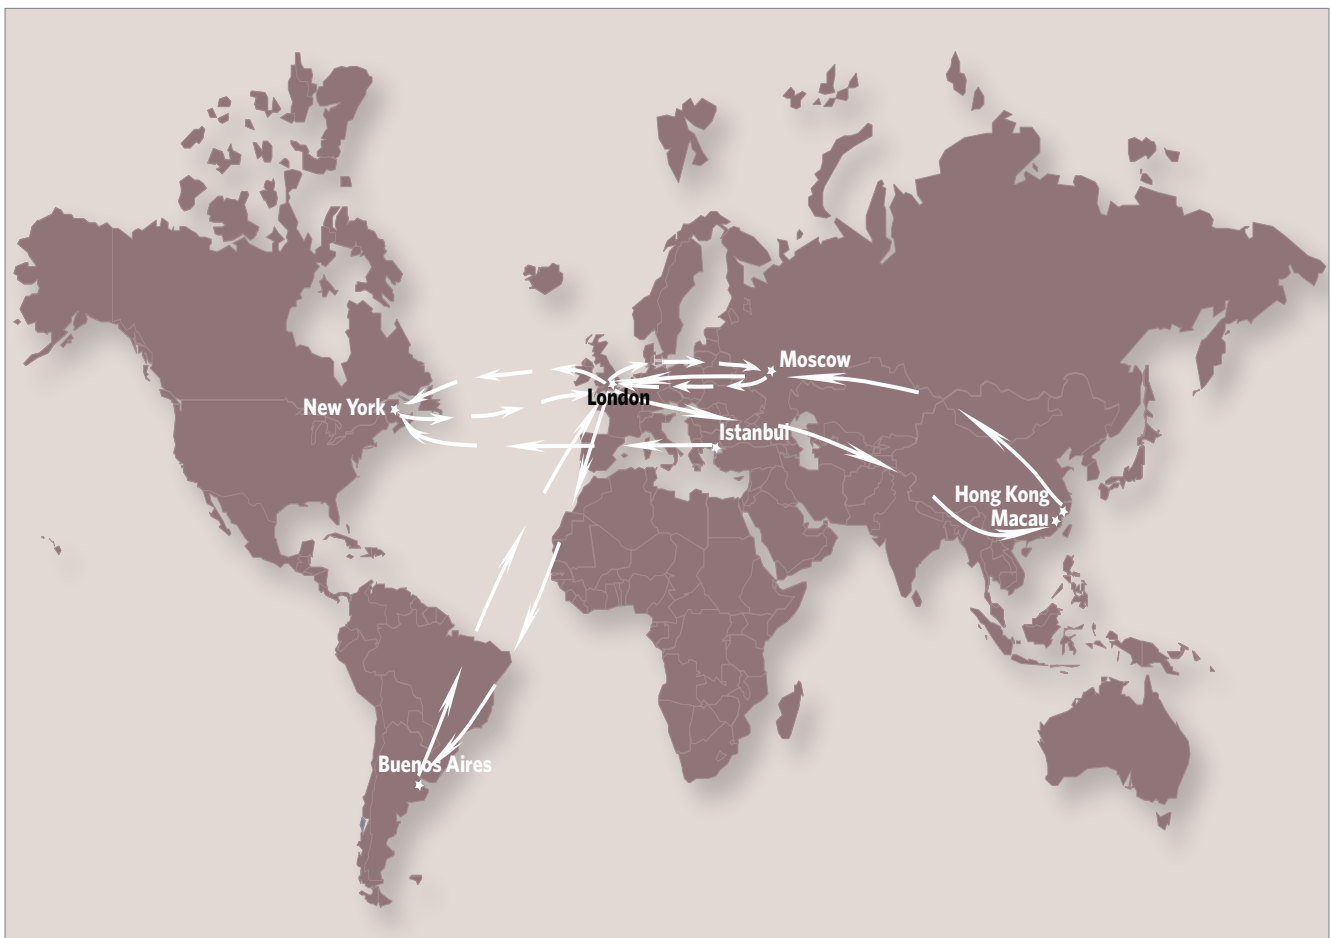 Moscow
London
New York
Istanbul
Hong Kong
Macau
Buenos Aires